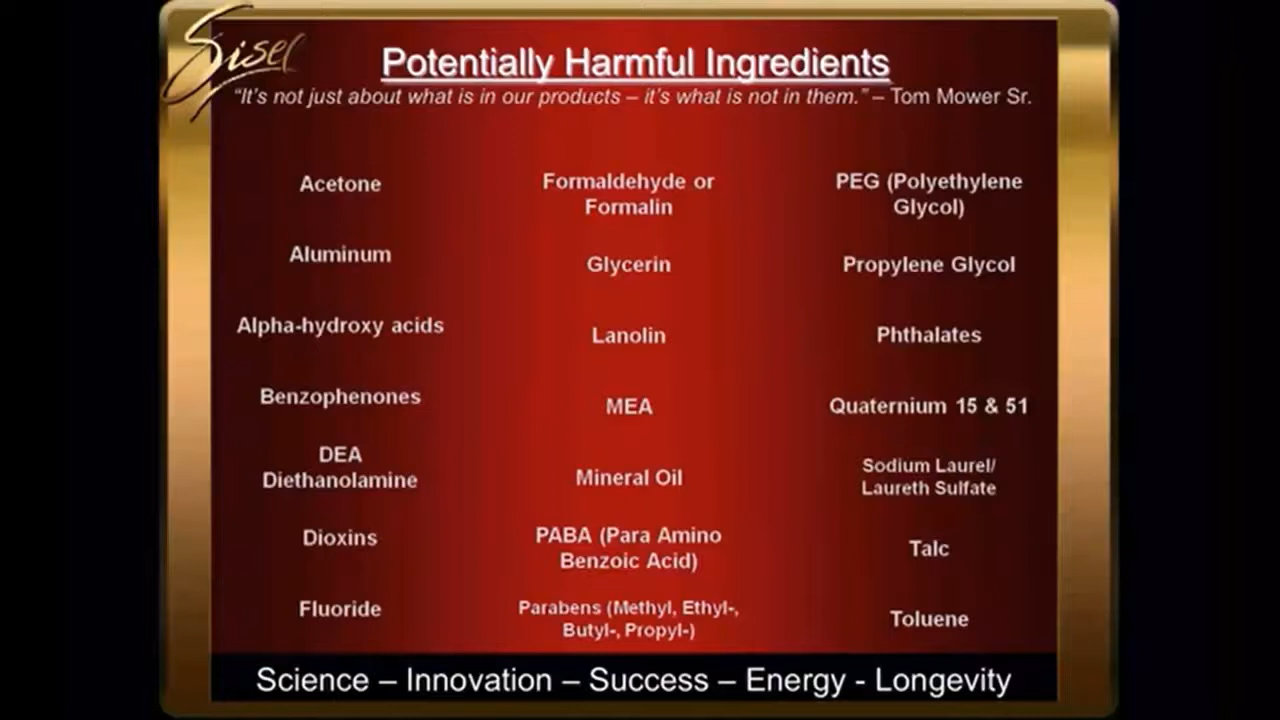 Sisel
Potentially Harmful Ingredients
"It's not just about what is in our products – it's what is not in them." – Tom Mower Sr.
Acetone
Aluminum
Alpha-hydroxy acids
Benzophenones
DEA
Diethanolamine
Dioxins
Fluoride
Formaldehyde or
Formalin
Glycerin
Lanolin
MEA
Mineral Oil
PABA (Para Amino
Benzoic Acid)
Parabens (Methyl, Ethyl-,
Butyl-, Propyl-)
PEG (Polyethylene
Glycol)
Propylene Glycol
Phthalates
Quaternium 15 & 51
Sodium Laurel/
Laureth Sulfate
Talc
Toluene
Science – Innovation – Success – Energy - Longevity